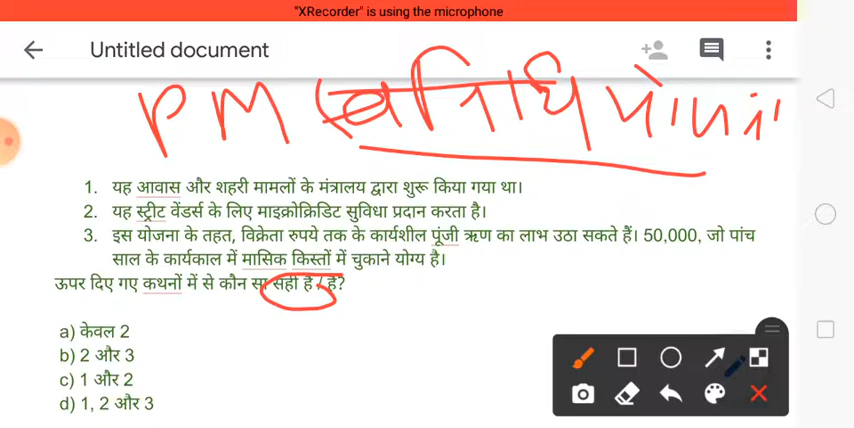 "XRecorder" is using the microphone
Untitled document
PM स्वनिधि योजना
1. यह आवास और शहरी मामलों के मंत्रालय द्वारा शुरू किया गया था।
2. यह स्ट्रीट वेंडर्स के लिए माइक्रोक्रिडिट सुविधा प्रदान करता है।
3. इस योजना के तहत, विक्रेता रुपये तक के कार्यशील पूंजी ऋण का लाभ उठा सकते हैं। 50,000, जो पांच
साल के कार्यकाल में मासिक किस्तों में चुकाने योग्य है।
ऊपर दिए गए कथनों में से कौन सा सही है / हैं?
a) केवल 2
b) 2 और 3
c) 1 और 2
d) 1, 2 और 3